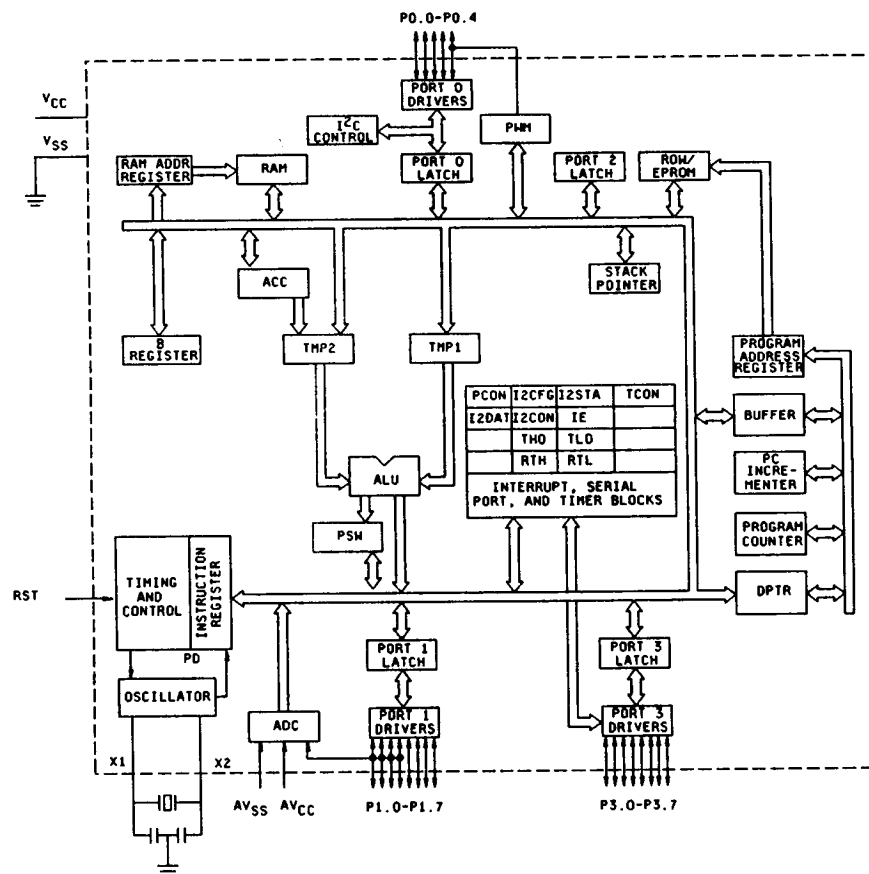 P0.0-P0.4
PORT 0
DRIVERS
VCC
I2C
CONTROL
PWM
VSS
RAM ADDR
REGISTER
RAM
PORT 0
LATCH
PORT 2
LATCH
ROW/
EPROM
ACC
STACK
POINTER
B
REGISTER
TMP2
TMP1
PROGRAM
ADDRESS
REGISTER
PCON I2CFG I2STA TCON
I2DAT I2CON IE
TH0 TL0
RTH RTL
INTERRUPT, SERIAL
PORT, AND TIMER BLOCKS
BUFFER
ALU
PC
INCRE-
MENTER
PSW
PROGRAM
COUNTER
RST
TIMING
AND
CONTROL
INSTRUCTION
REGISTER
DPTR
PD
PORT 1
LATCH
PORT 3
LATCH
OSCILLATOR
ADC
PORT 1
DRIVERS
PORT 3
DRIVERS
X1
X2
AVSS
AVCC
P1.0-P1.7
P3.0-P3.7